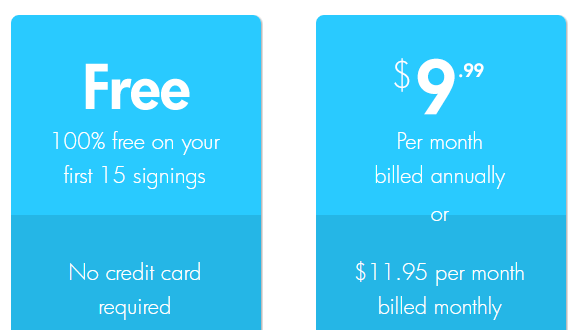 Free
100% free on your
first 15 signings
No credit card
required
$9.99
Per month
billed annually
or
$11.95 per month
billed monthly